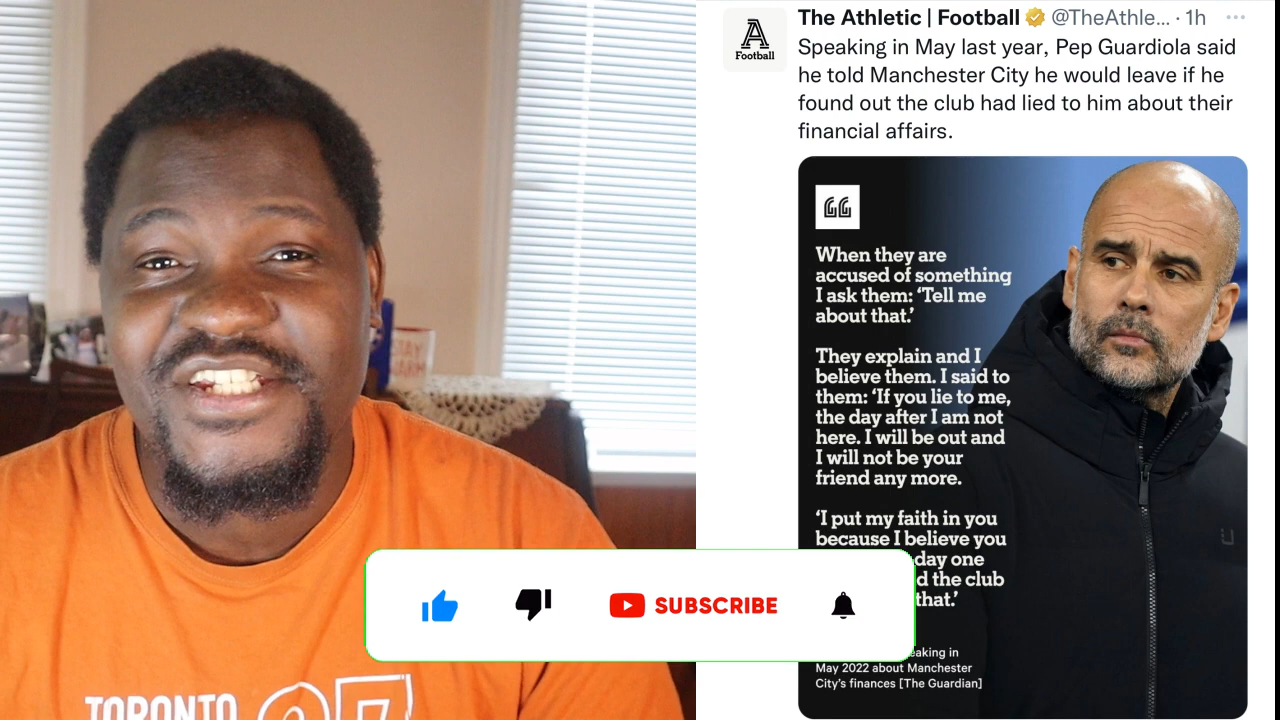 The Athletic | Football @TheAthle... · 1h ...
Football
Speaking in May last year, Pep Guardiola said
he told Manchester City he would leave if he
found out the club had lied to him about their
financial affairs.
When they are
accused of something
I ask them: ‘Tell me
about that.’
They explain and I
believe them. I said to
them: ‘If you lie to me,
the day after I am not
here. I will be out and
I will not be your
friend any more.
‘I put my faith in you
because I believe you
day one
the club
that.’
SUBSCRIBE
in
May 2022 about Manchester
City’s finances [The Guardian]
TORONTO